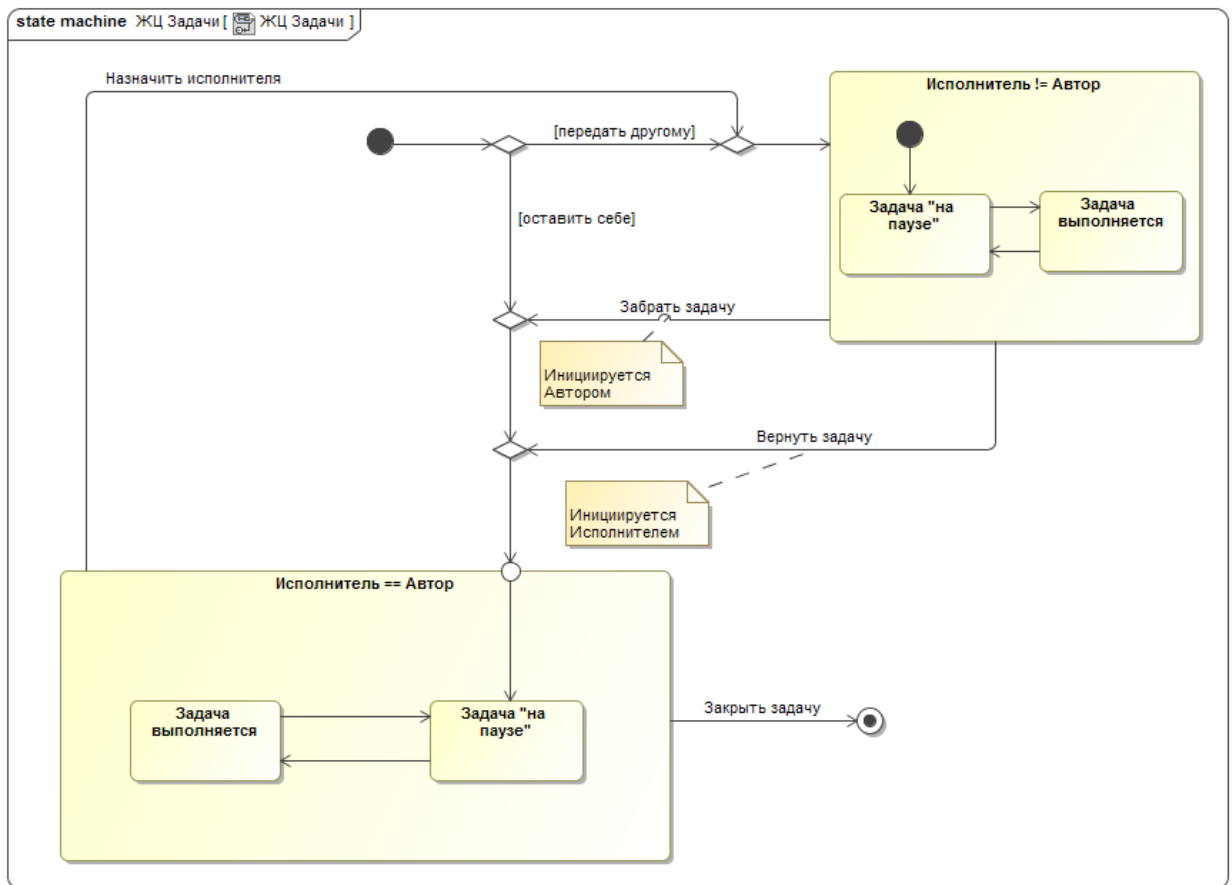 state machine ЖЦ Задачи [ ЖЦ Задачи ]
Назначить исполнителя
Исполнитель != Автор
[передать другому]
Задача "на
паузе"
Задача
выполняется
[оставить себе]
Забрать задачу
Инициируется
Автором
Вернуть задачу
Инициируется
Исполнителем
Исполнитель == Автор
Задача
выполняется
Задача "на
паузе"
Закрыть задачу